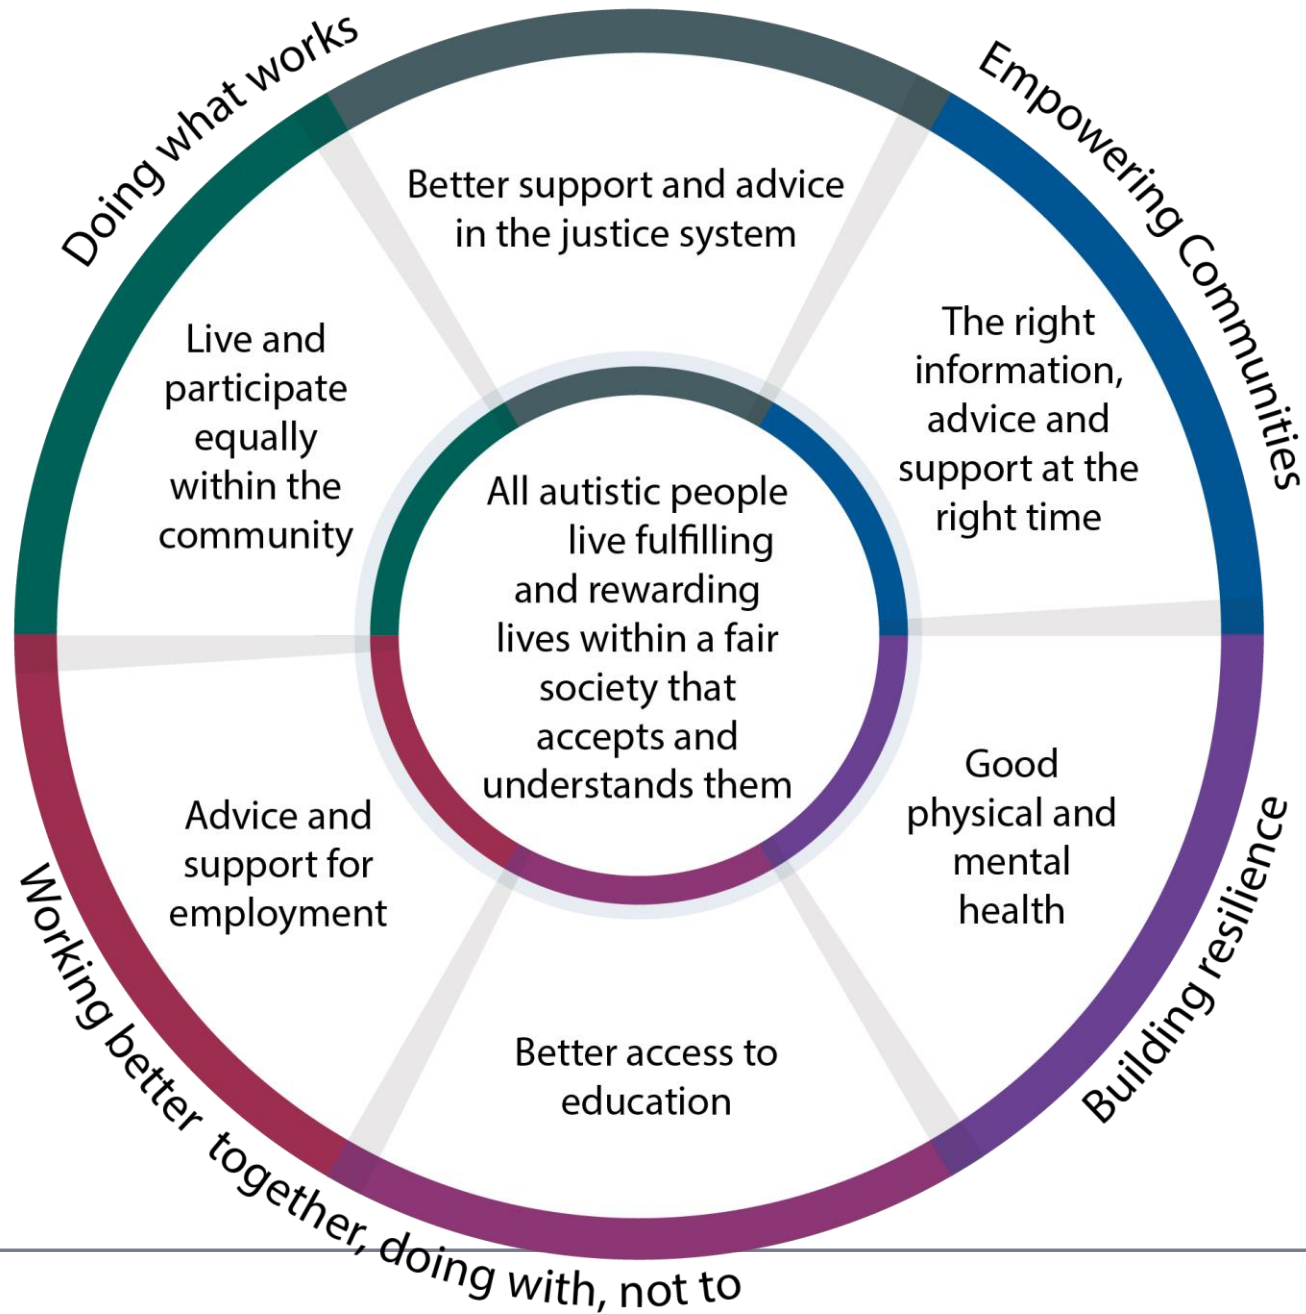 Doing what works
Empowering Communities
Better support and advice
in the justice system
The right
information,
advice and
support at the
right time
Good
physical and
mental
health
Building resilience
Better access to
education
Working better together, doing with, not to
Advice and
support for
employment
Live and
participate
equally
within the
community
All autistic people
live fulfilling
and rewarding
lives within a fair
society that
accepts and
understands them